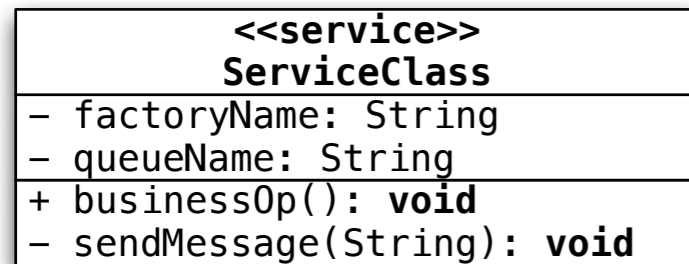 <<service>>
ServiceClass
− factoryName: String
− queueName: String
+ businessOp(): void
− sendMessage(String): void